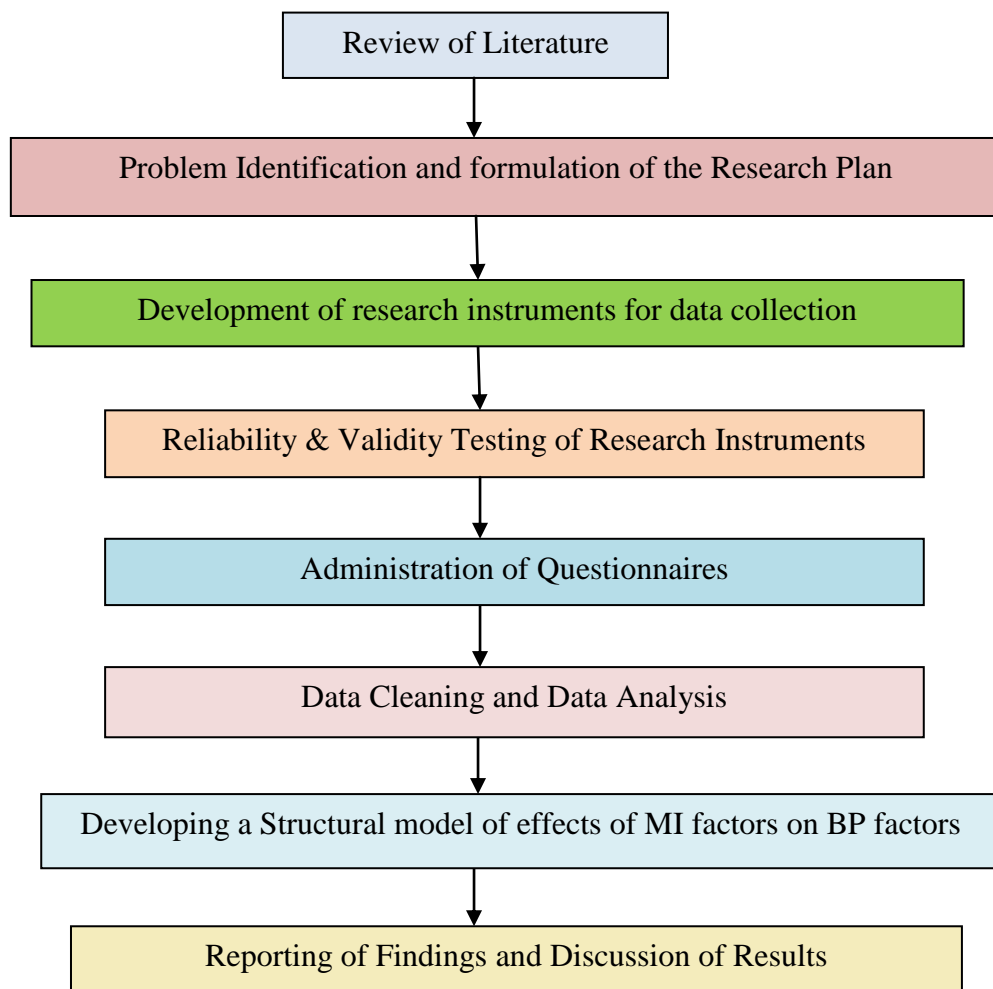 Review of Literature
Problem Identification and formulation of the Research Plan
Development of research instruments for data collection
Reliability & Validity Testing of Research Instruments
Administration of Questionnaires
Data Cleaning and Data Analysis
Developing a Structural model of effects of MI factors on BP factors
Reporting of Findings and Discussion of Results